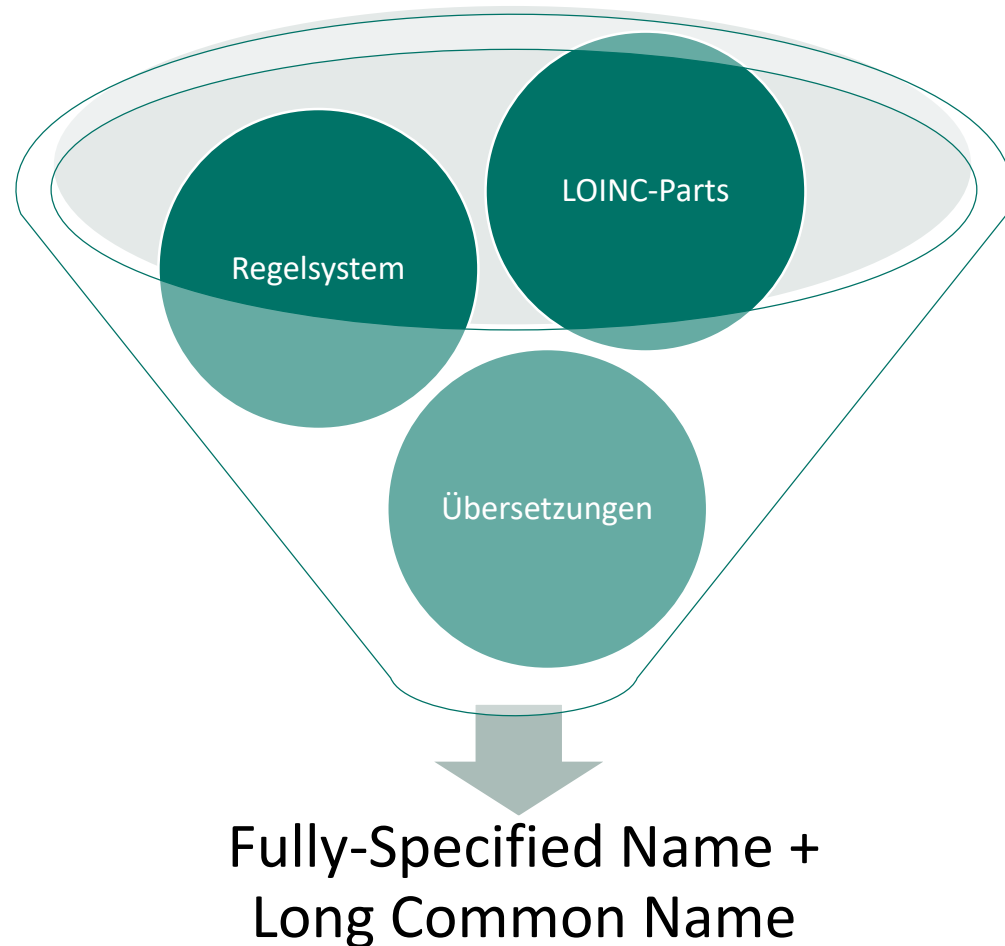 LOINC-Parts
Regelsystem
Übersetzungen
Fully-Specified Name +
Long Common Name